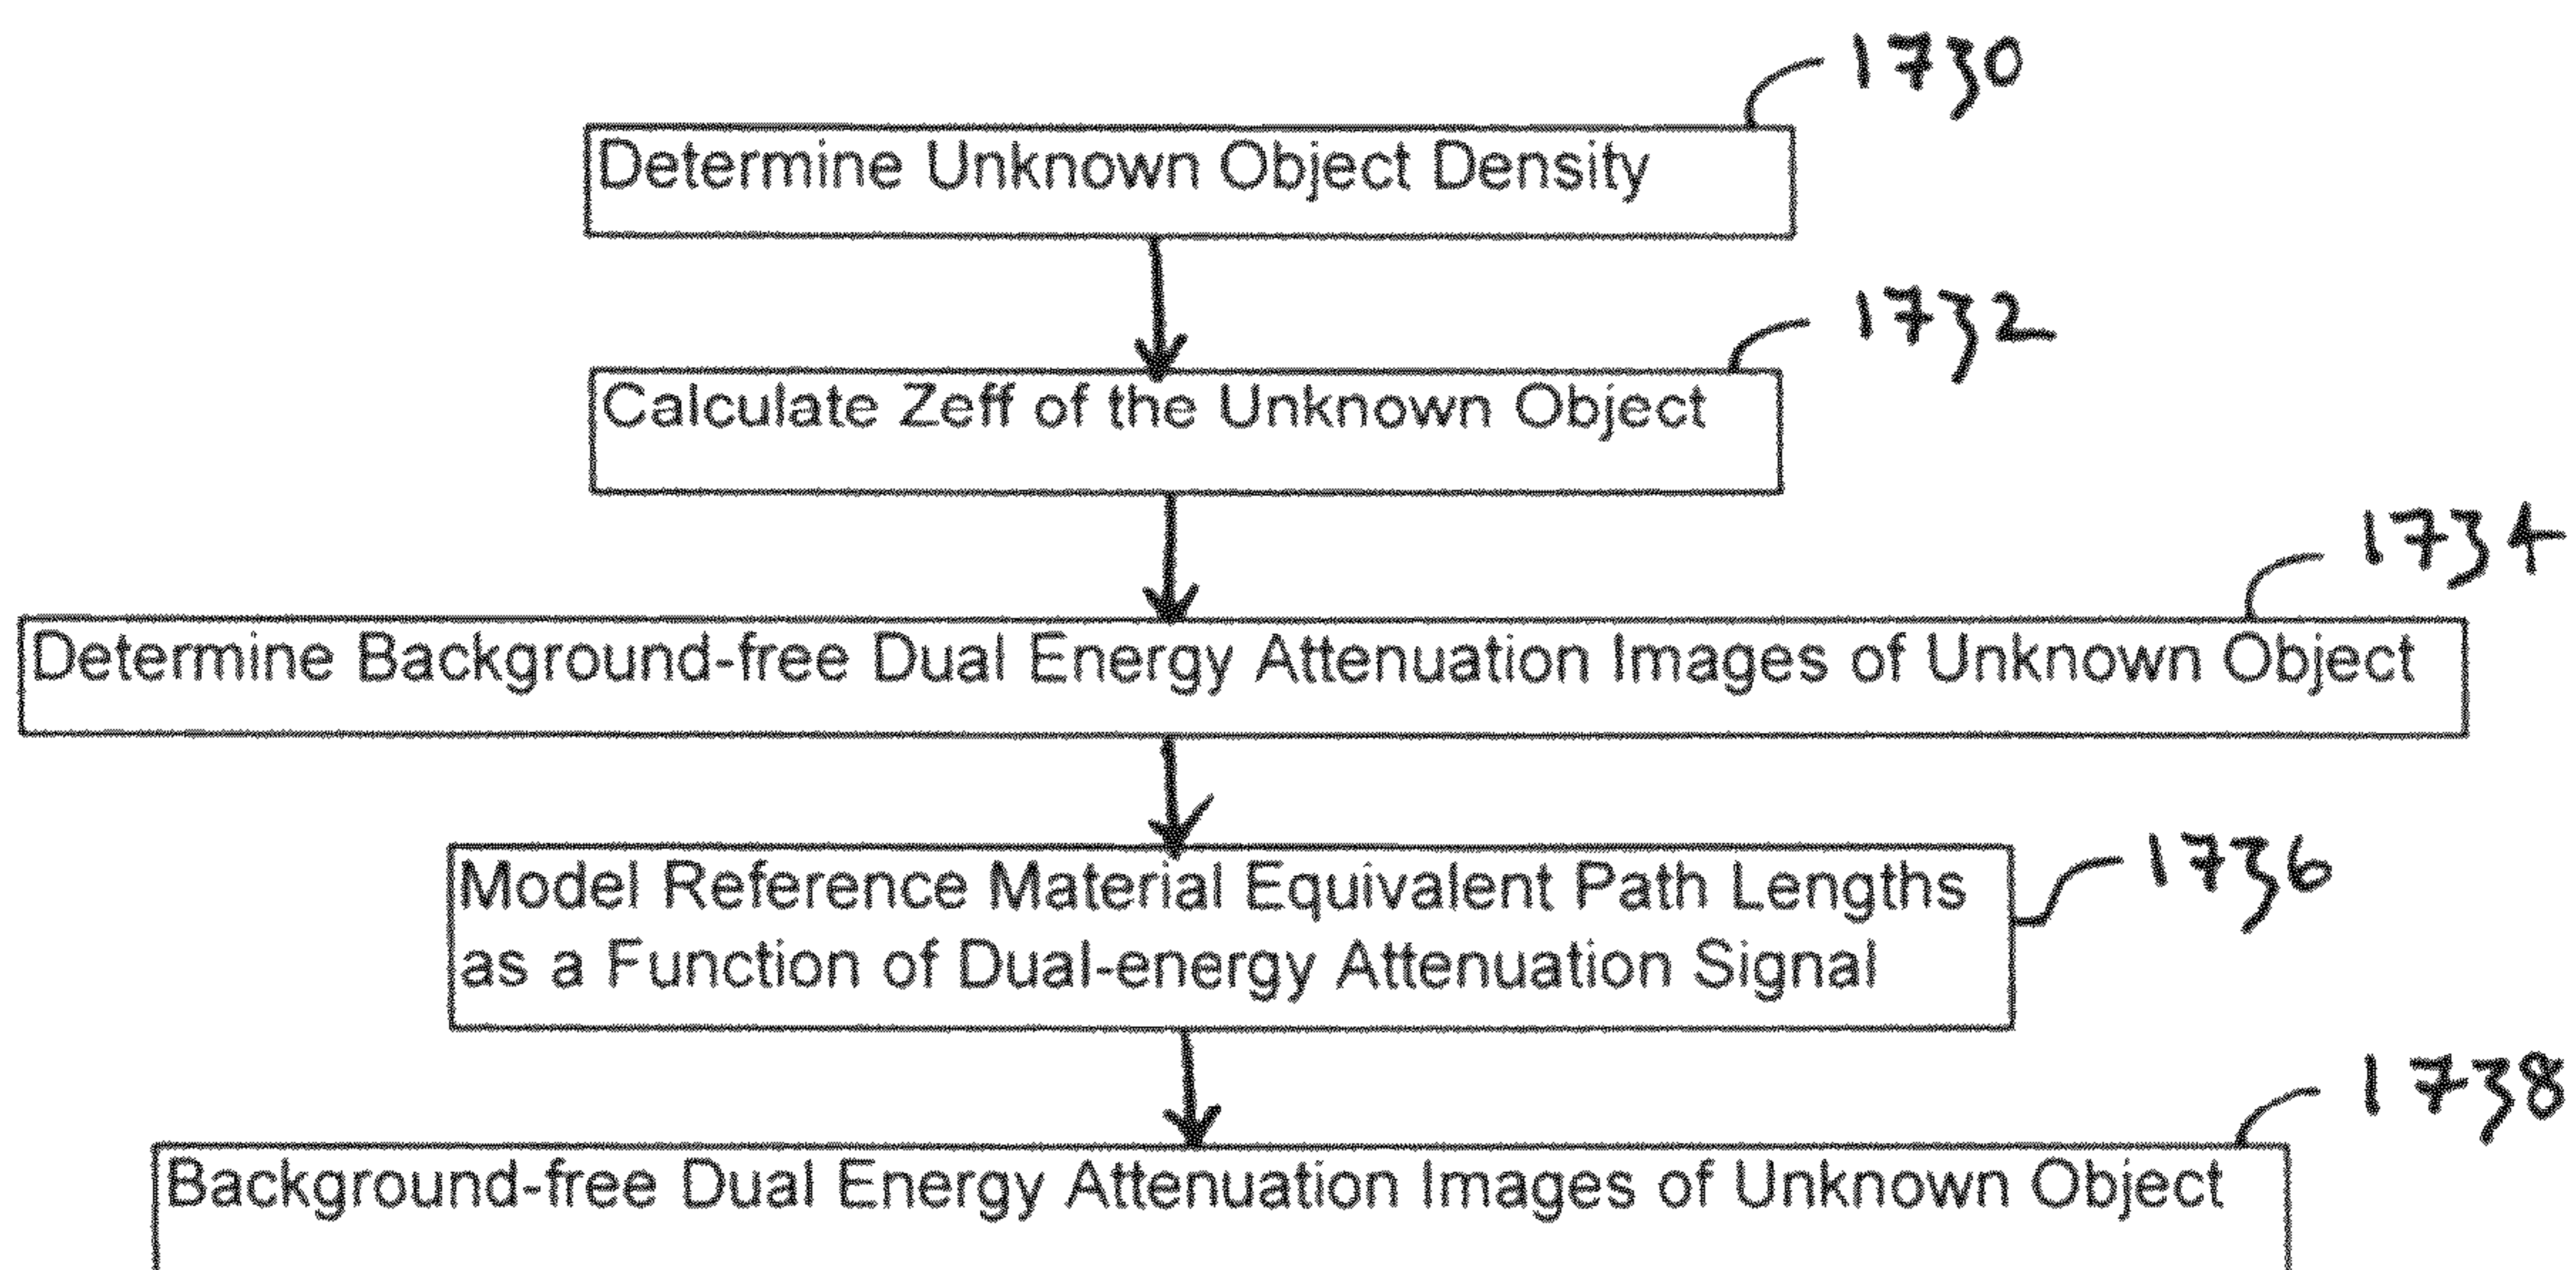 1730
Determine Unknown Object Density
1732
Calculate Zeff of the Unknown Object
1734
Determine Background-free Dual Energy Attenuation Images of Unknown Object
1736
Model Reference Material Equivalent Path Lengths
as a Function of Dual-energy Attenuation Signal
1738
Background-free Dual Energy Attenuation Images of Unknown Object